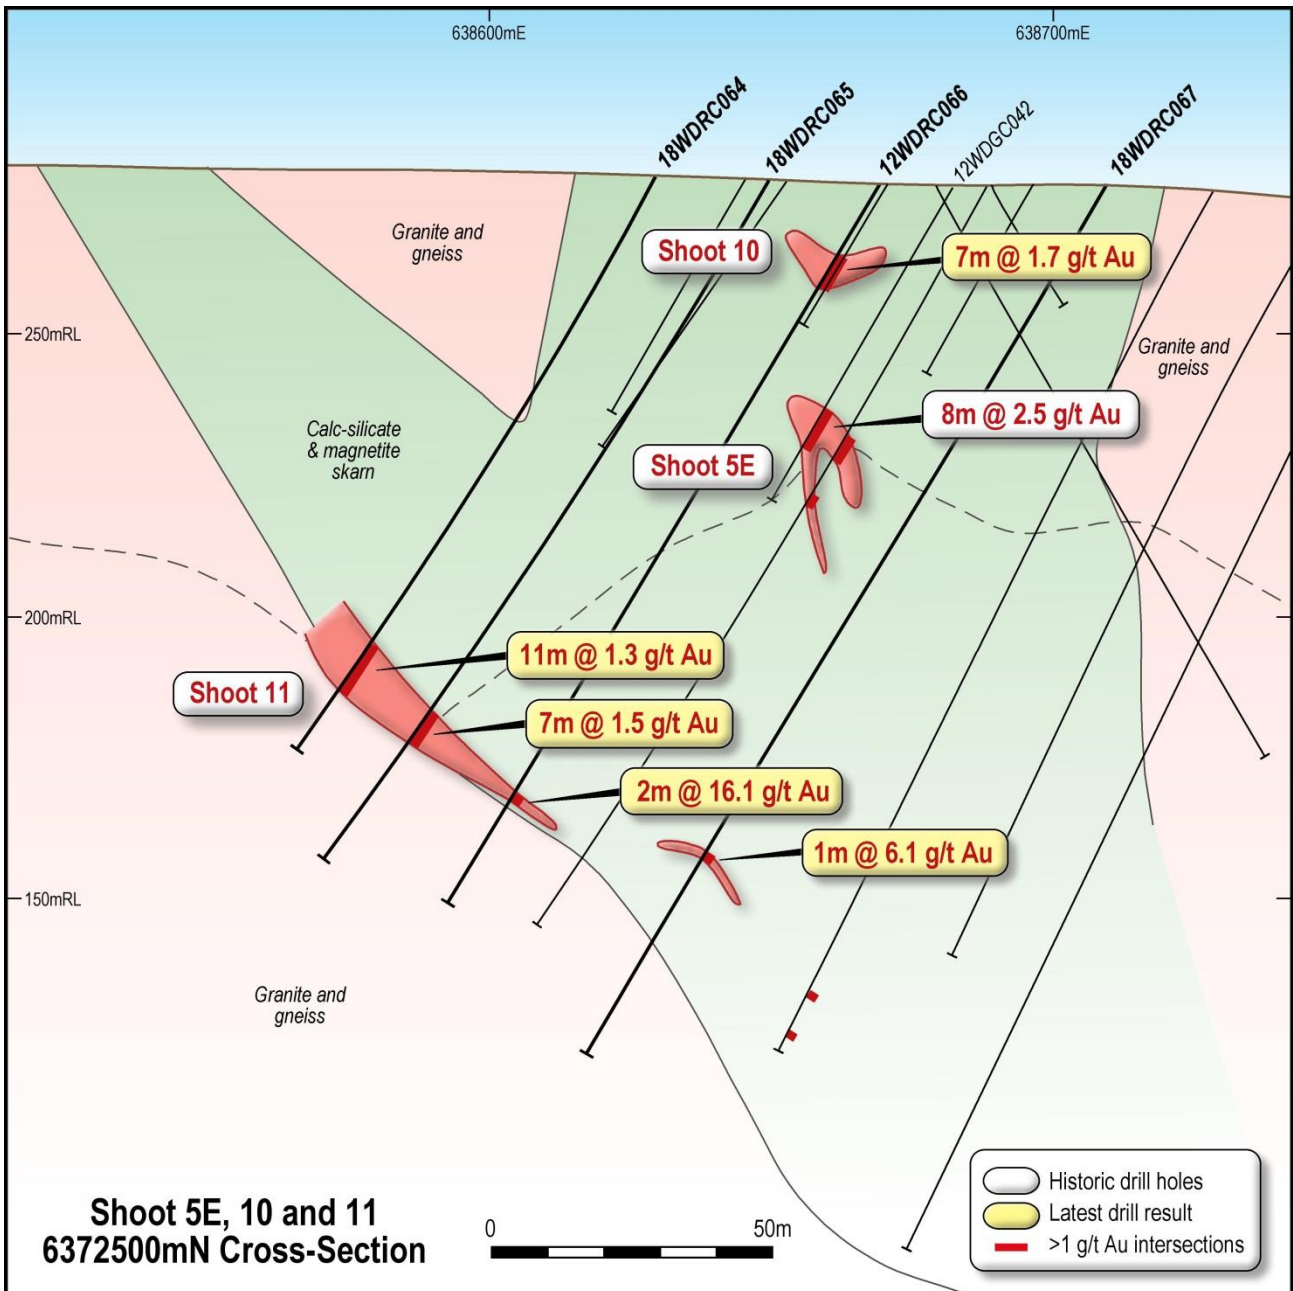 638600mE
638700mE
18WDRC064
18WDRC065
12WDRC066
12WDGC042
18WDRC067
Granite and
gneiss
Shoot 10
7m @ 1.7 g/t Au
250mRL
Granite and
gneiss
8m @ 2.5 g/t Au
Calc-silicate
& magnetite
skarn
Shoot 5E
200mRL
11m @ 1.3 g/t Au
Shoot 11
7m @ 1.5 g/t Au
2m @ 16.1 g/t Au
1m @ 6.1 g/t Au
150mRL
Granite and
gneiss
Shoot 5E, 10 and 11
6372500mN Cross-Section
0
50m
Historic drill holes
Latest drill result
>1 g/t Au intersections